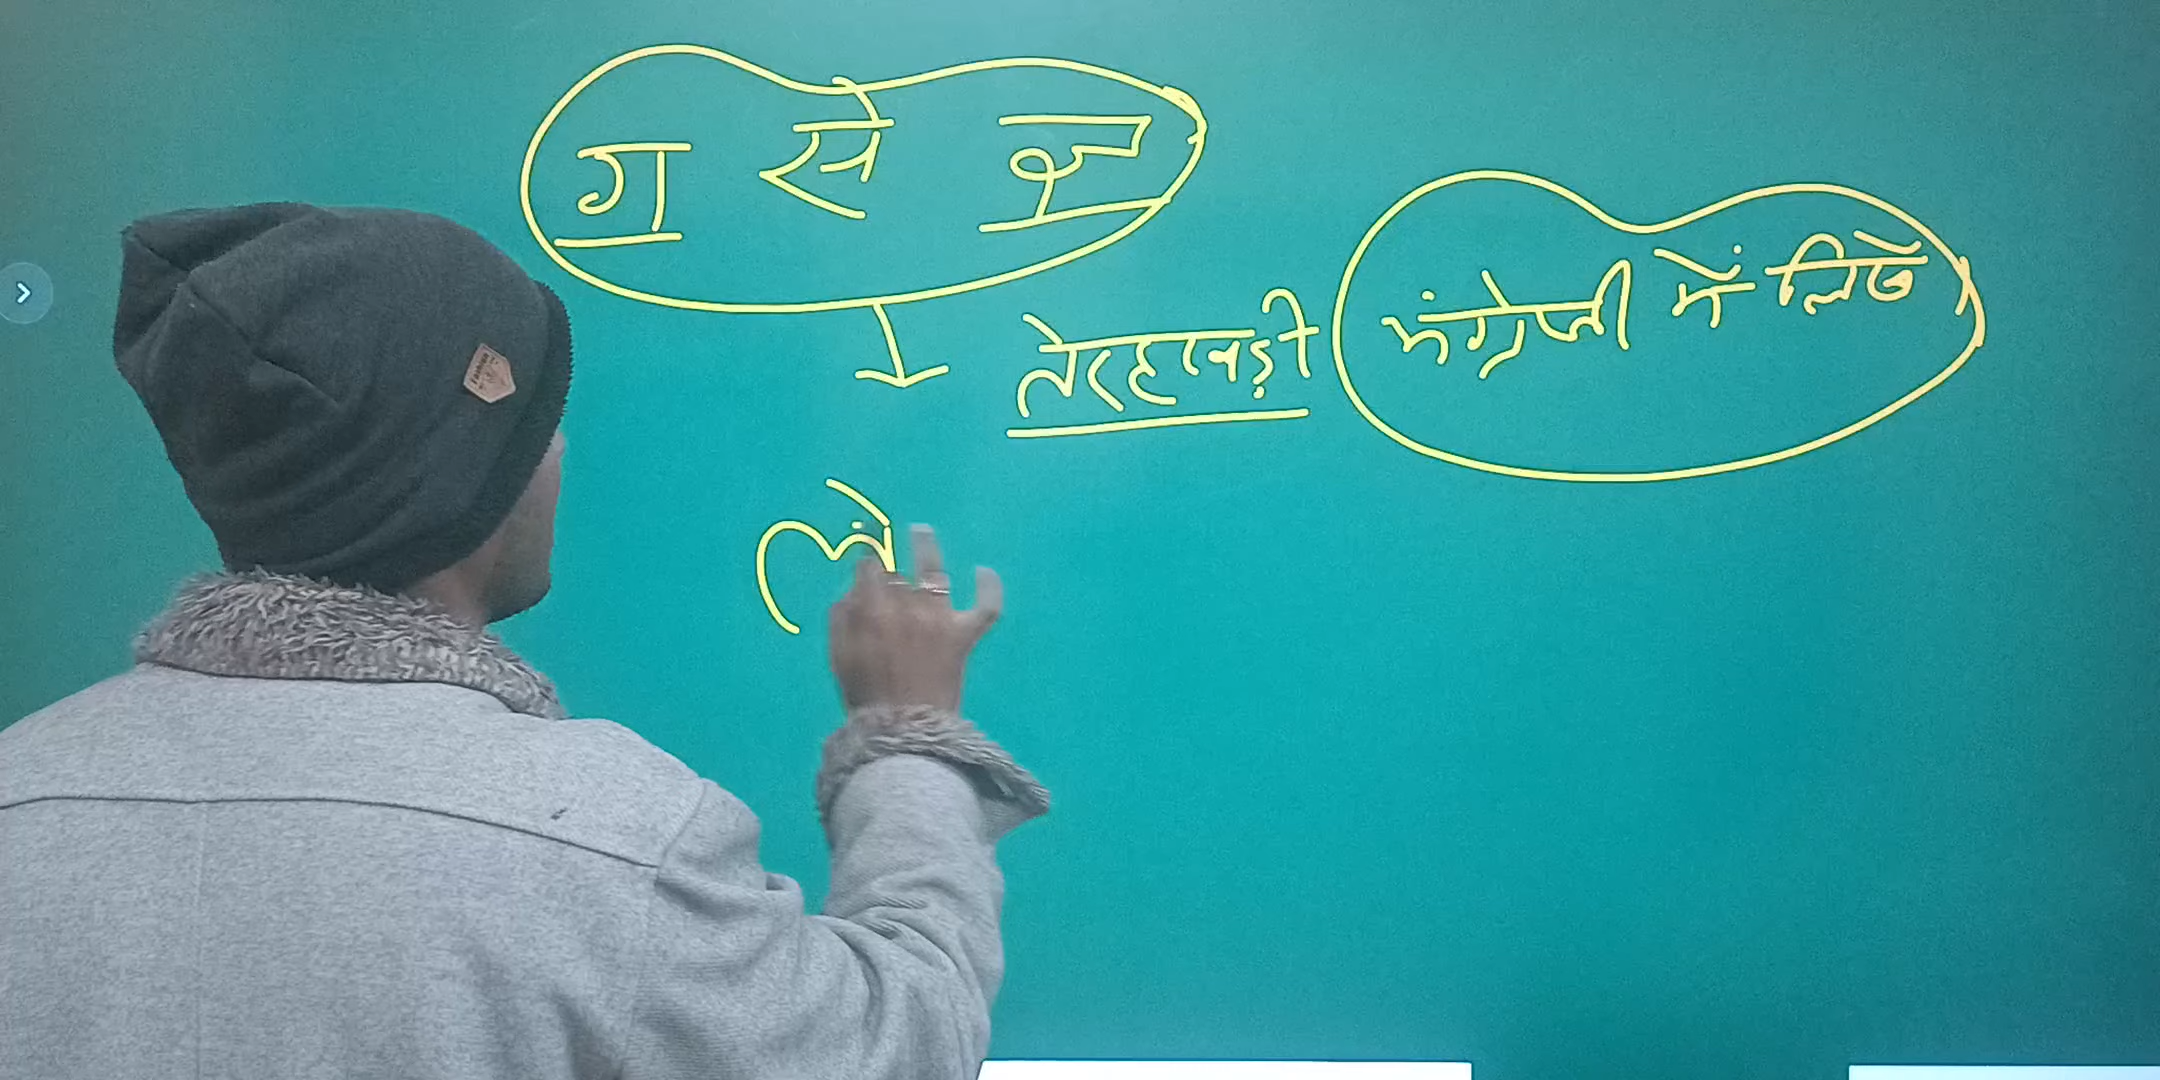 ग से ज्ञ
तेरहखड़ी अंग्रेजी में लिखें